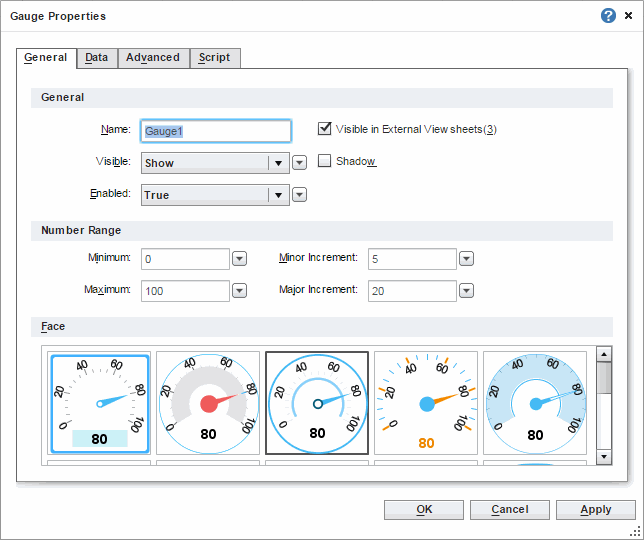 Gauge Properties ?
General Data Advanced Script
General
Name: Gauge1 Visible in External View sheets(3)
Visible: Show Shadow
Enabled: True
Number Range
Minimum: 0 Minor Increment: 5
Maximum: 100 Major Increment: 20
Face
0 20 40 60 80 100 80
0 20 40 60 80 100 80
0 20 40 60 80 100 80
0 20 40 60 80 100 80
0 20 40 60 80 100 80
OK Cancel Apply